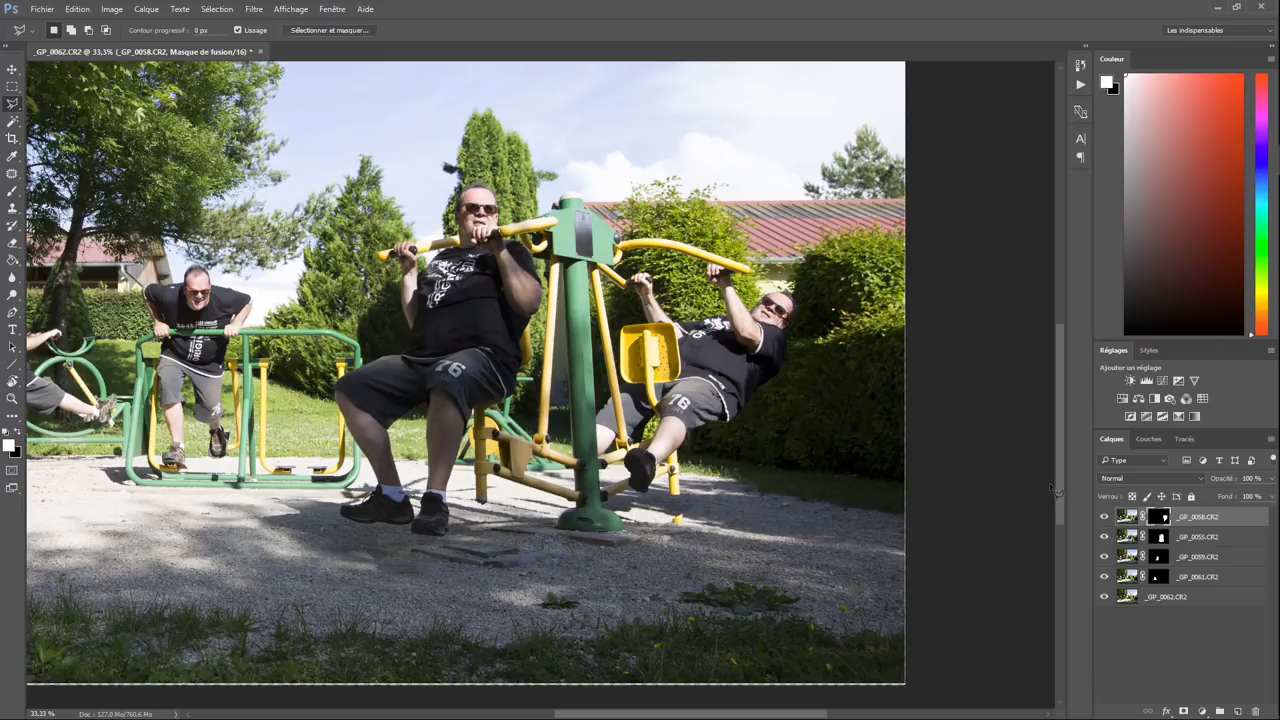 Ps Fichier Edition Image Calque Texte Sélection Filtre Affichage Fenêtre Aide
Contour progressif : 0 px Lissage Sélectionner et masquer... Les indispensables
_GP_0062.CR2 @ 33,3% (_GP_0058.CR2, Masque de fusion/16) *
Couleur
Réglages Styles
Ajouter un réglage
Calques Couches Tracés
Type
Normal Opacité : 100 %
Verrou : Fond : 100 %
_GP_0058.CR2
_GP_0055.CR2
_GP_0059.CR2
_GP_0061.CR2
_GP_0062.CR2
76
76
76
ORIGINAL
33,33 % Doc : 127,0 Mo/750,6 Mo